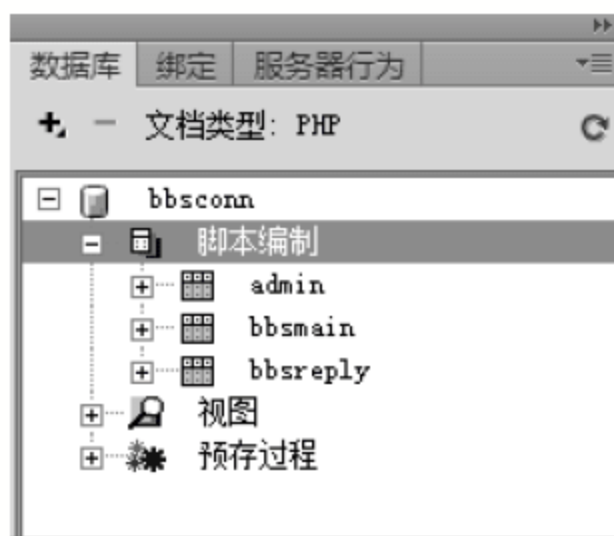 数据库 绑定 服务器行为
文档类型: PHP
bbsconn
脚本编制
admin
bbsmain
bbsreply
视图
预存过程